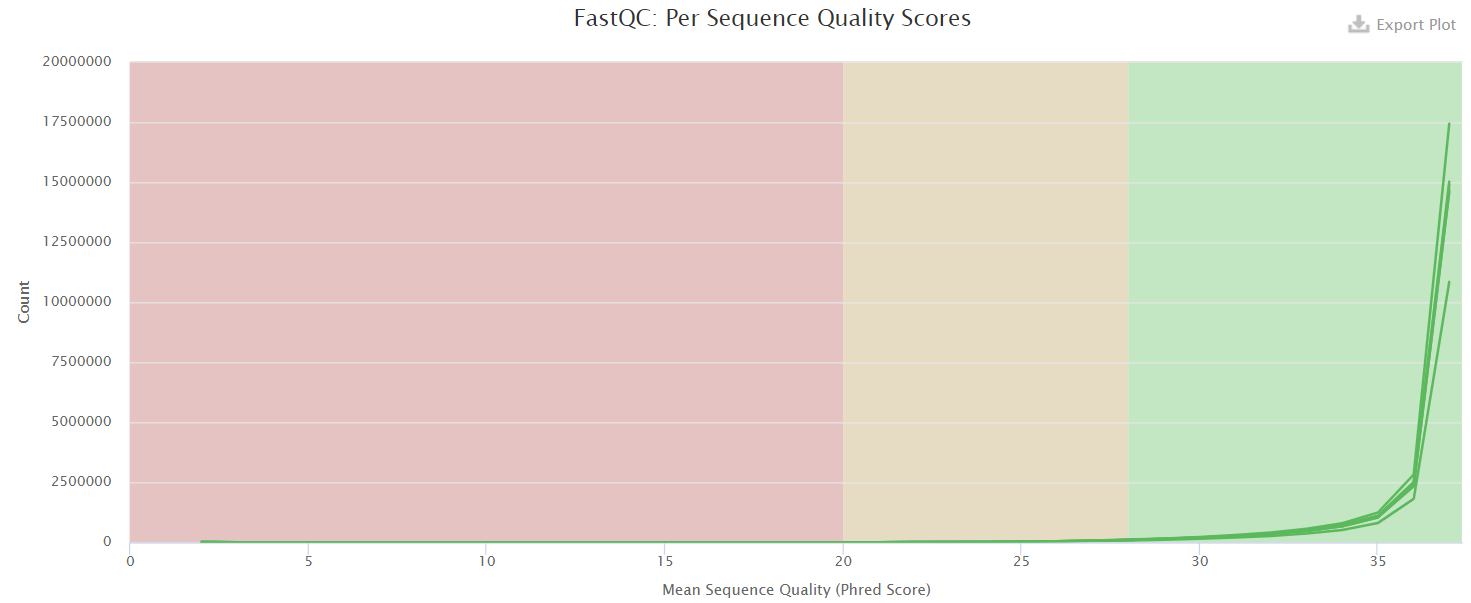 FastQC: Per Sequence Quality Scores
Export Plot
20000000
17500000
15000000
12500000
10000000
7500000
5000000
2500000
0
Count
0 5 10 15 20 25 30 35
Mean Sequence Quality (Phred Score)